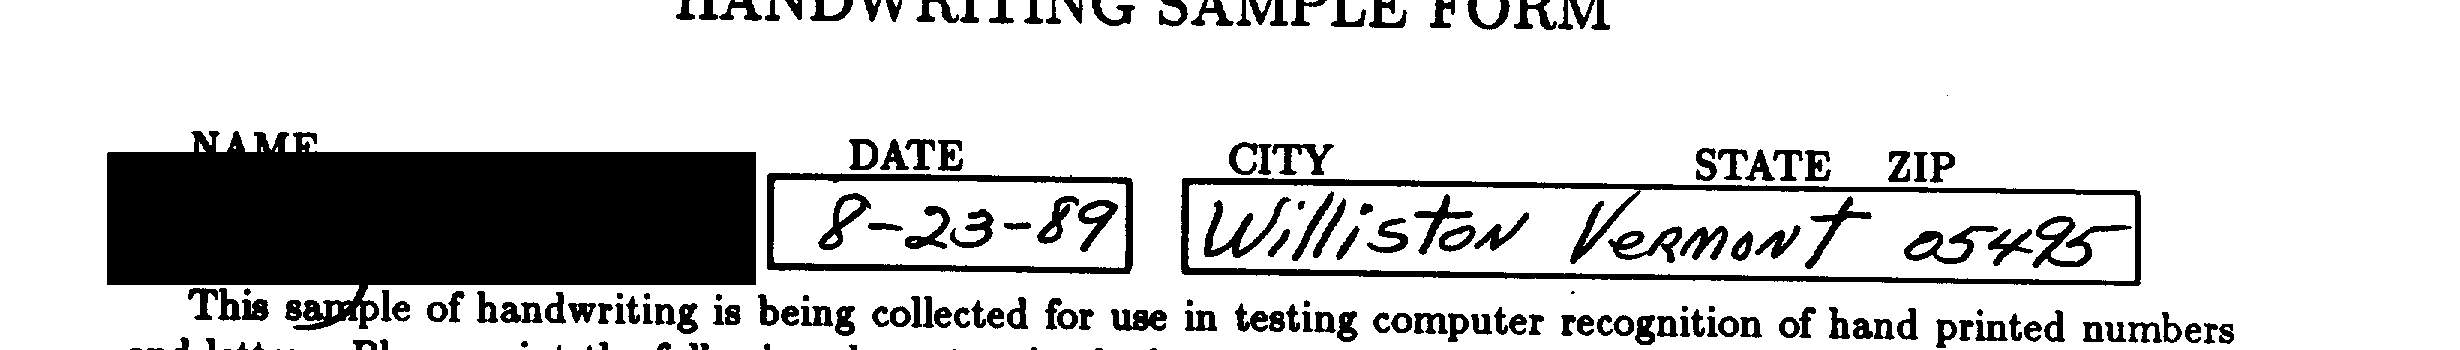 HANDWRITING SAMPLE FORM
NAME DATE CITY STATE ZIP
8-23-89 Williston Vermont 05495
This sample of handwriting is being collected for use in testing computer recognition of hand printed numbers